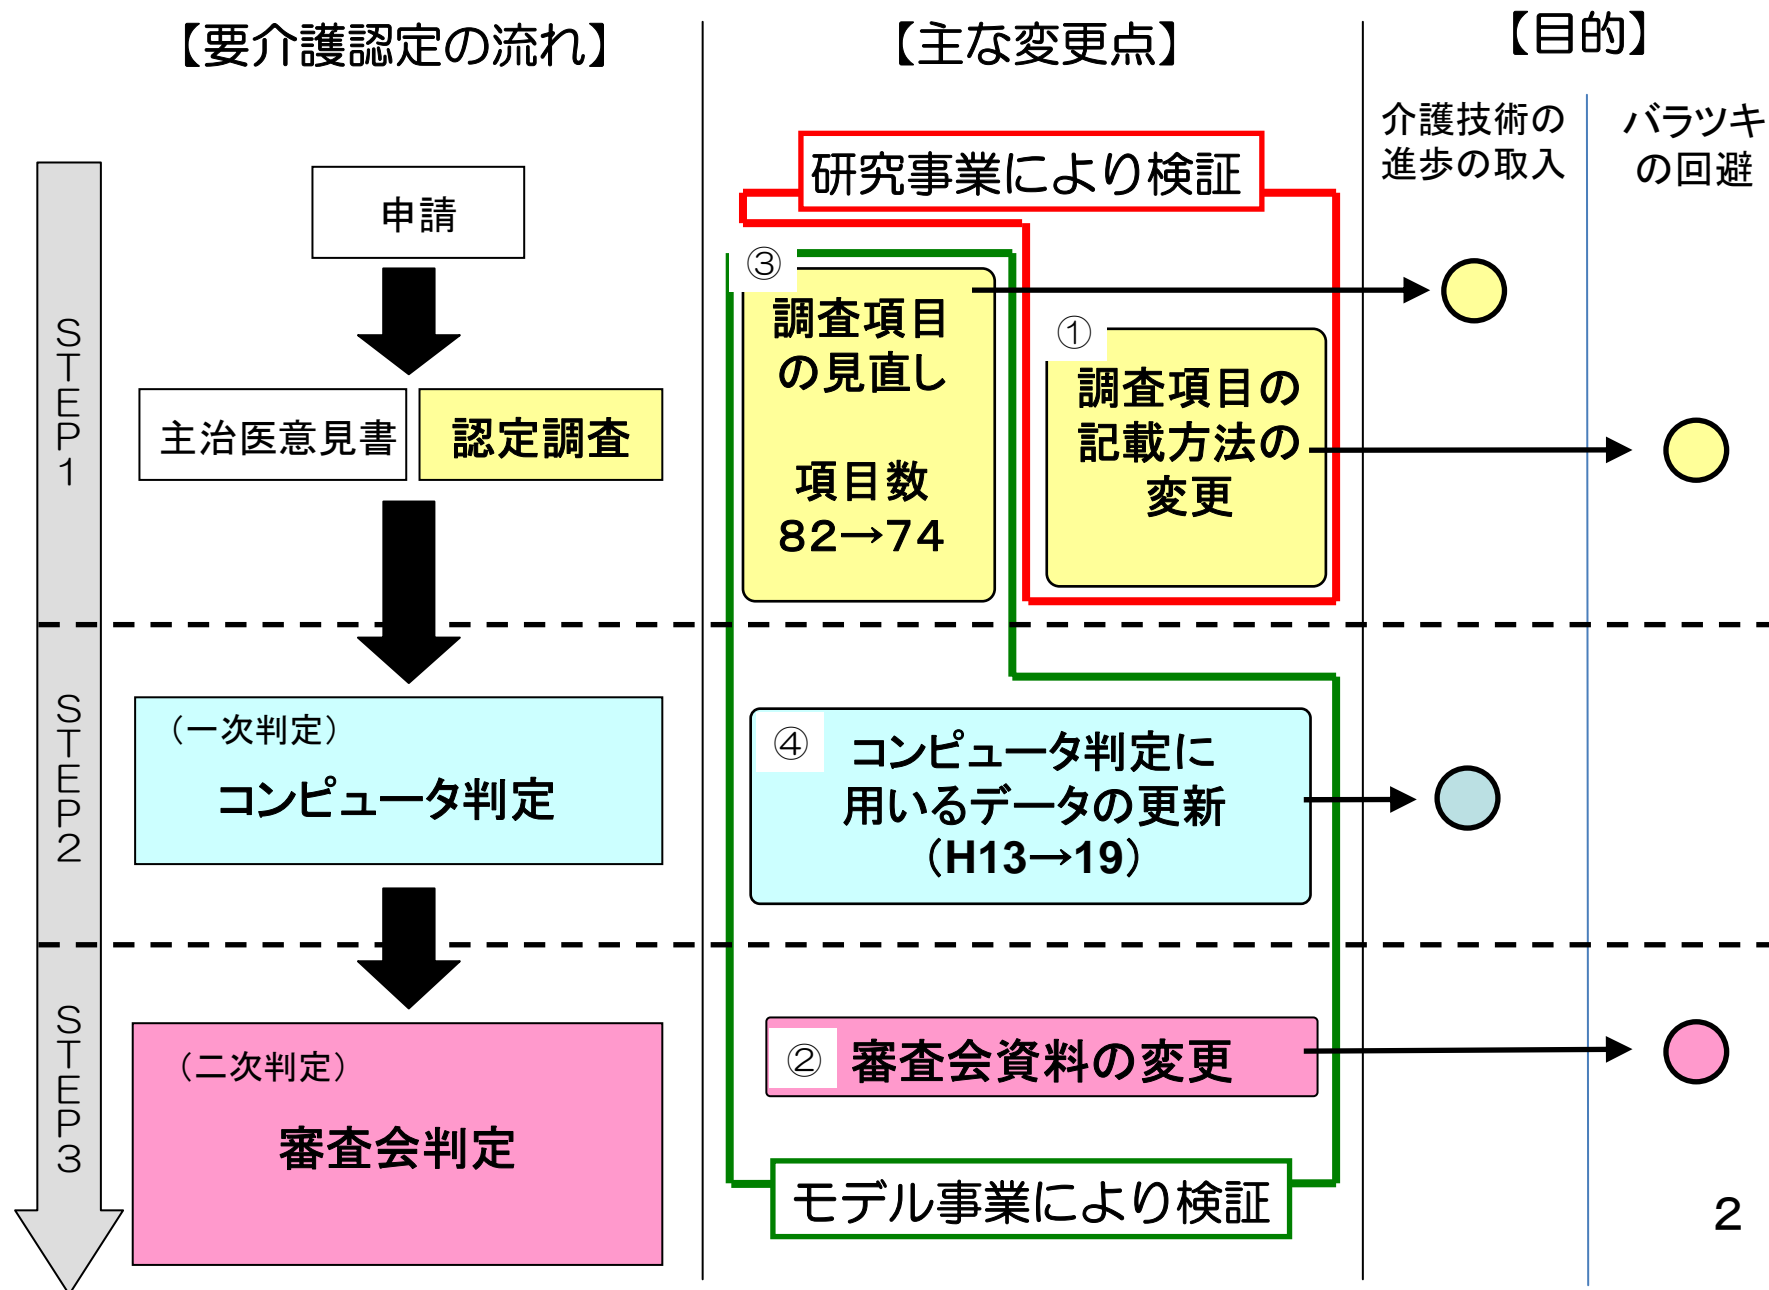 【要介護認定の流れ】
【主な変更点】
【目的】
介護技術の
進歩の取入
バラツキ
の回避
STEP1
申請
主治医意見書
認定調査
研究事業により検証
③
調査項目
の見直し
項目数
82→74
①
調査項目の
記載方法の
変更
STEP2
（一次判定）
コンピュータ判定
④
コンピュータ判定に
用いるデータの更新
（H13→19）
STEP3
（二次判定）
審査会判定
②
審査会資料の変更
モデル事業により検証
2